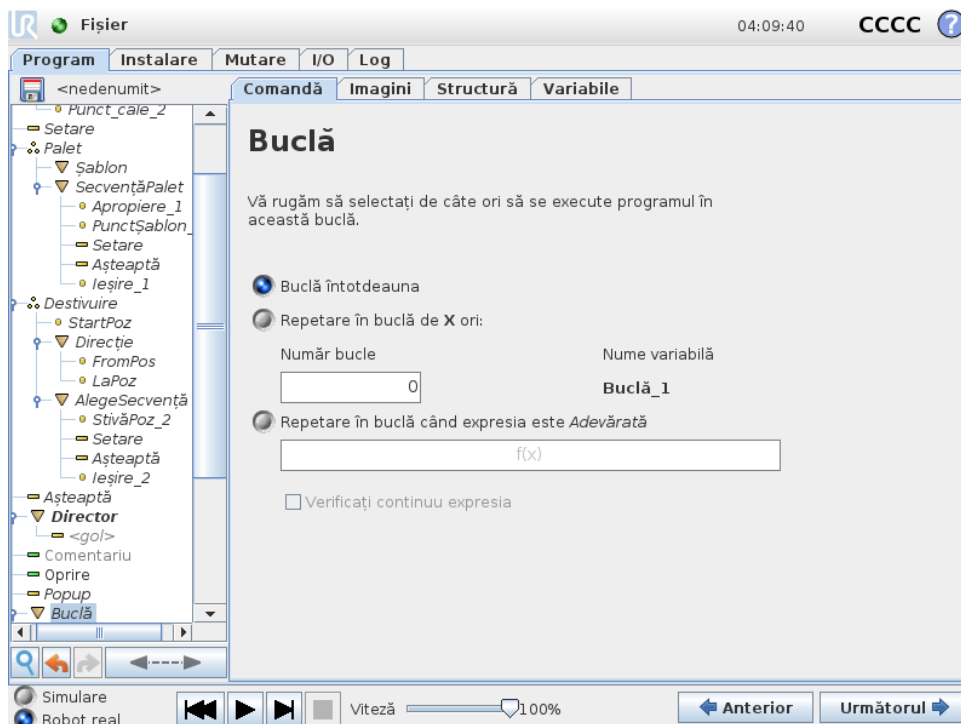 UR Fișier 04:09:40 CCCC ?
Program Instalare Mutare I/O Log
<nedenumit> Comandă Imagini Structură Variabile
Punct_cale_2
Setare
Palet
Șablon
SecvențăPalet
Apropiere_1
PunctȘablon_
Setare
Așteaptă
Ieșire_1
Destivuire
StartPoz
Direcție
FromPos
LaPoz
AlegeSecvență
StivăPoz_2
Setare
Așteaptă
Ieșire_2
Așteaptă
Director
<gol>
Comentariu
Oprire
Popup
Buclă
Buclă
Vă rugăm să selectați de câte ori să se execute programul în
această buclă.
Buclă întotdeauna
Repetare în buclă de X ori:
Număr bucle Nume variabilă
0 Buclă_1
Repetare în buclă când expresia este Adevărată
f(x)
Verificați continuu expresia
Simulare
Robot real
Viteză 100%
Anterior Următorul